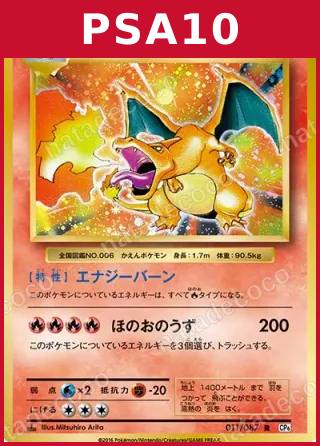 PSA10
全国図鑑NO.006 かえんポケモン 身長:1.7m 体重:90.5kg
[特性] エナジーバーン
このポケモンについているエネルギーは、すべて タイプになる。
ほのおのうず 200
このポケモンについているエネルギーを3個選び、トラッシュする。
弱点 ×2 抵抗力 -20
にげる
地上 1400メートル まで 羽を
つかって 飛ぶことができる。
高熱の 炎を はく。
Illus.Mitsuhiro Arita
011/087 R CP6
©2016 Pokémon/Nintendo/Creatures/GAME FREAK.